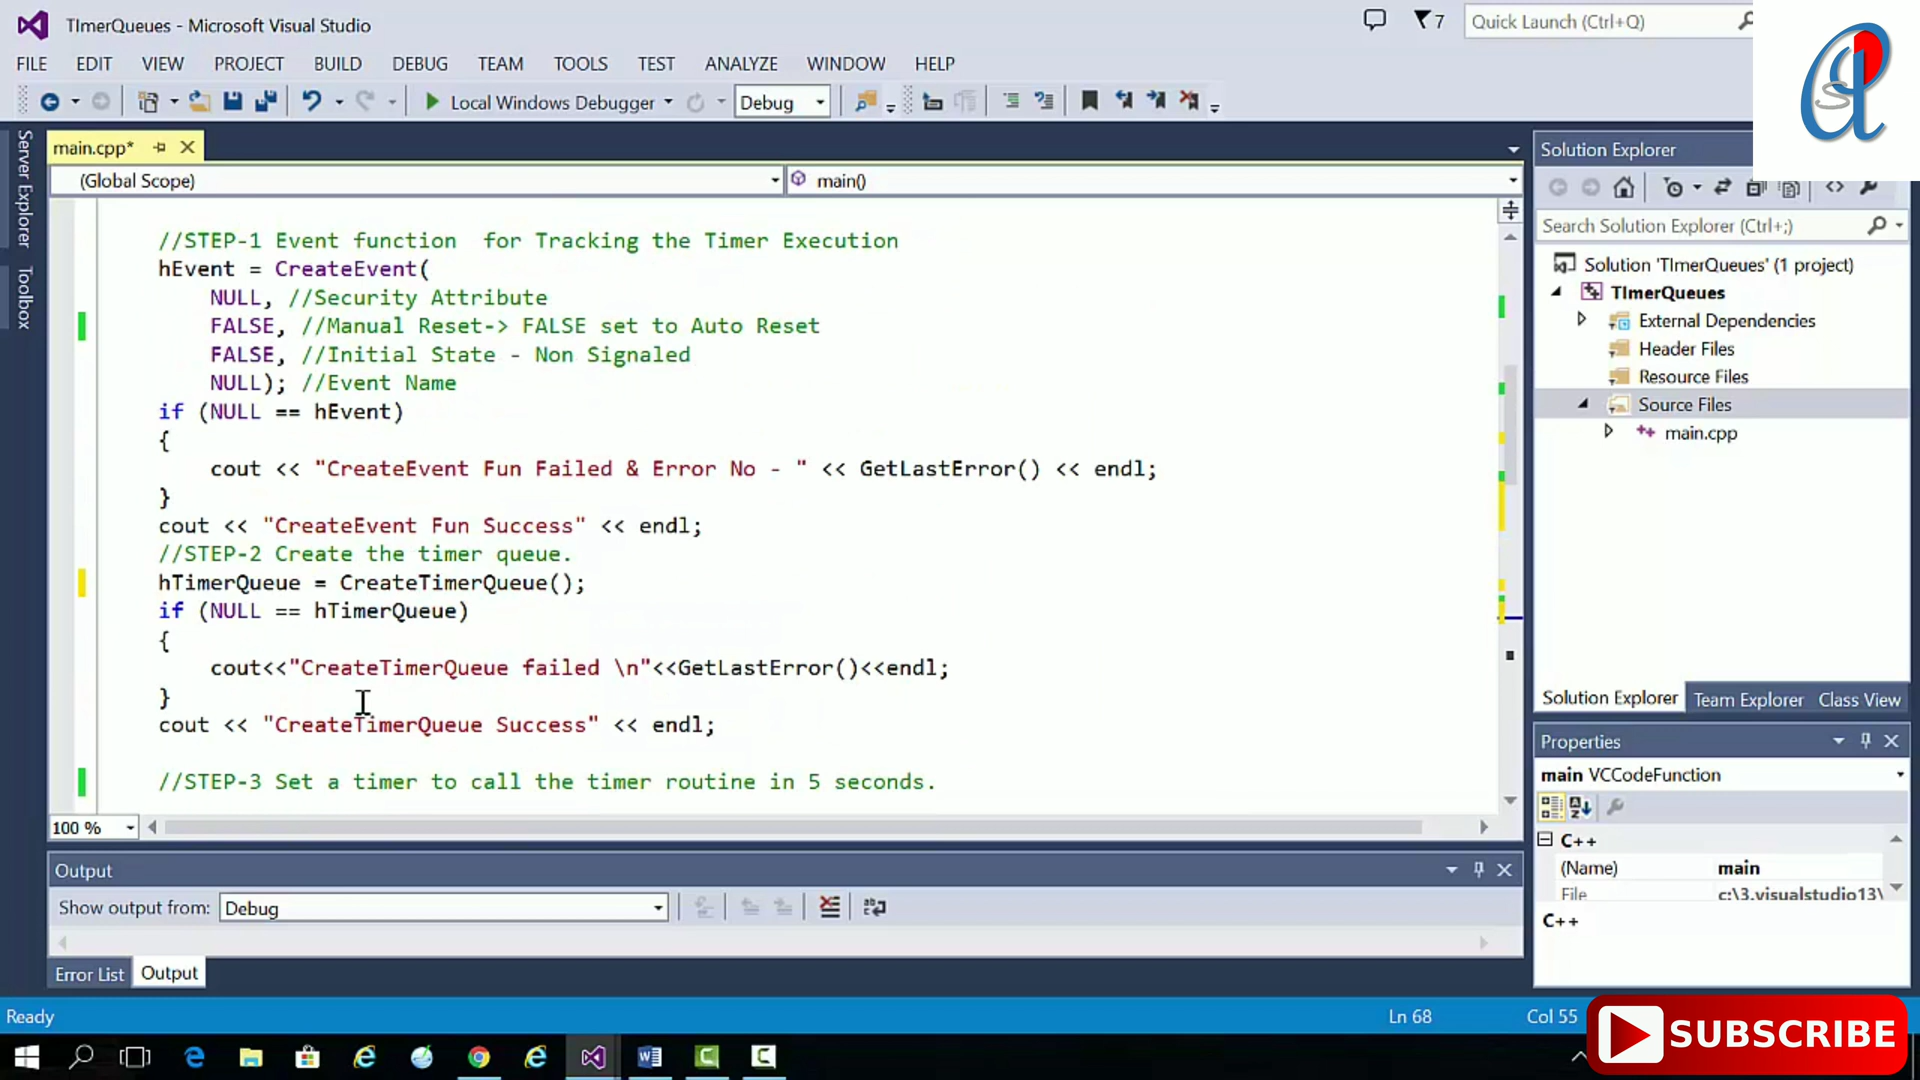 TImerQueues - Microsoft Visual Studio
7
Quick Launch (Ctrl+Q)
FILE EDIT VIEW PROJECT BUILD DEBUG TEAM TOOLS TEST ANALYZE WINDOW HELP
Local Windows Debugger
Debug
Server Explorer
Toolbox
main.cpp*
(Global Scope)
main()
//STEP-1 Event function  for Tracking the Timer Execution
hEvent = CreateEvent(
NULL, //Security Attribute
FALSE, //Manual Reset-> FALSE set to Auto Reset
FALSE, //Initial State - Non Signaled
NULL); //Event Name
if (NULL == hEvent)
{
cout << "CreateEvent Fun Failed & Error No - " << GetLastError() << endl;
}
cout << "CreateEvent Fun Success" << endl;
//STEP-2 Create the timer queue.
hTimerQueue = CreateTimerQueue();
if (NULL == hTimerQueue)
{
cout<<"CreateTimerQueue failed \n"<<GetLastError()<<endl;
}
cout << "CreateTimerQueue Success" << endl;
//STEP-3 Set a timer to call the timer routine in 5 seconds.
100 %
Output
Show output from: Debug
Error List
Output
Solution Explorer
Search Solution Explorer (Ctrl+;)
Solution 'TImerQueues' (1 project)
TImerQueues
External Dependencies
Header Files
Resource Files
Source Files
main.cpp
Solution Explorer
Team Explorer
Class View
Properties
main VCCodeFunction
C++
(Name) main
File c:\3.visualstudio13\
C++
Ready
Ln 68
Col 55
SUBSCRIBE